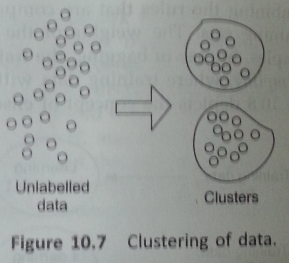 Unlabelled
data
Clusters
Figure 10.7 Clustering of data.